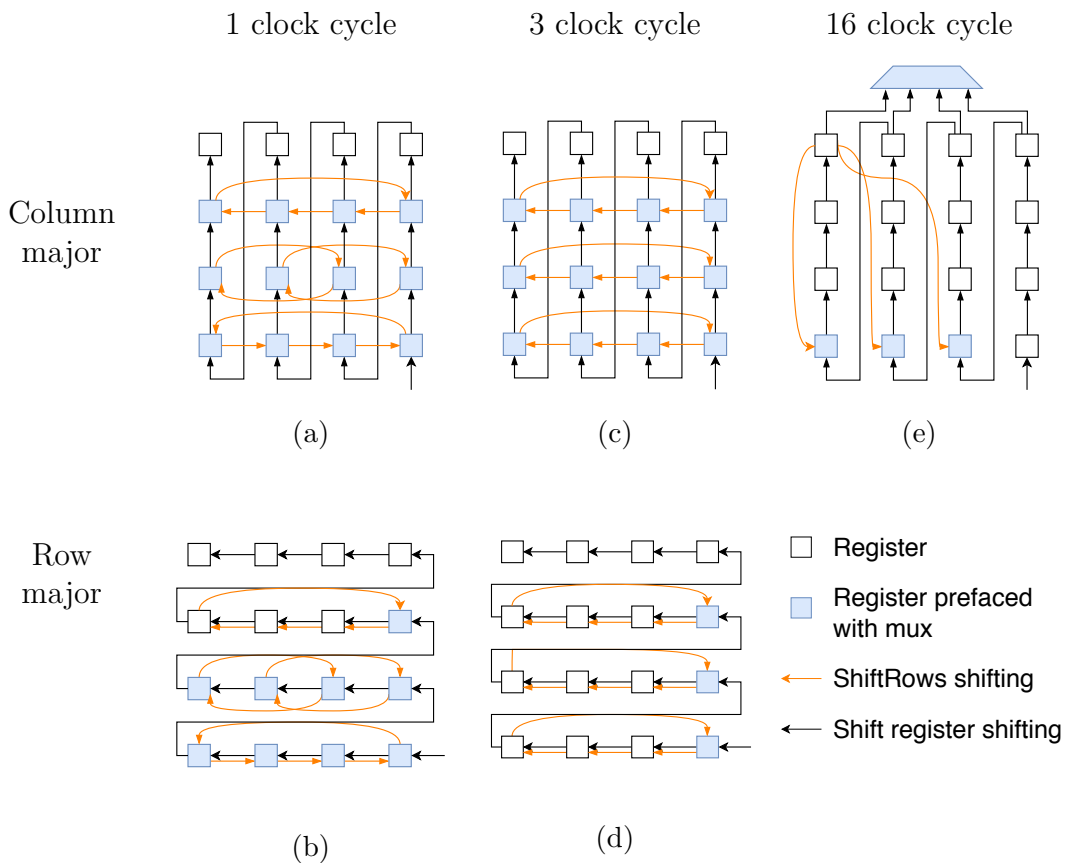 1 clock cycle
3 clock cycle
16 clock cycle
Column
major
(a)
(c)
(e)
Row
major
Register
Register prefaced
with mux
ShiftRows shifting
Shift register shifting
(b)
(d)